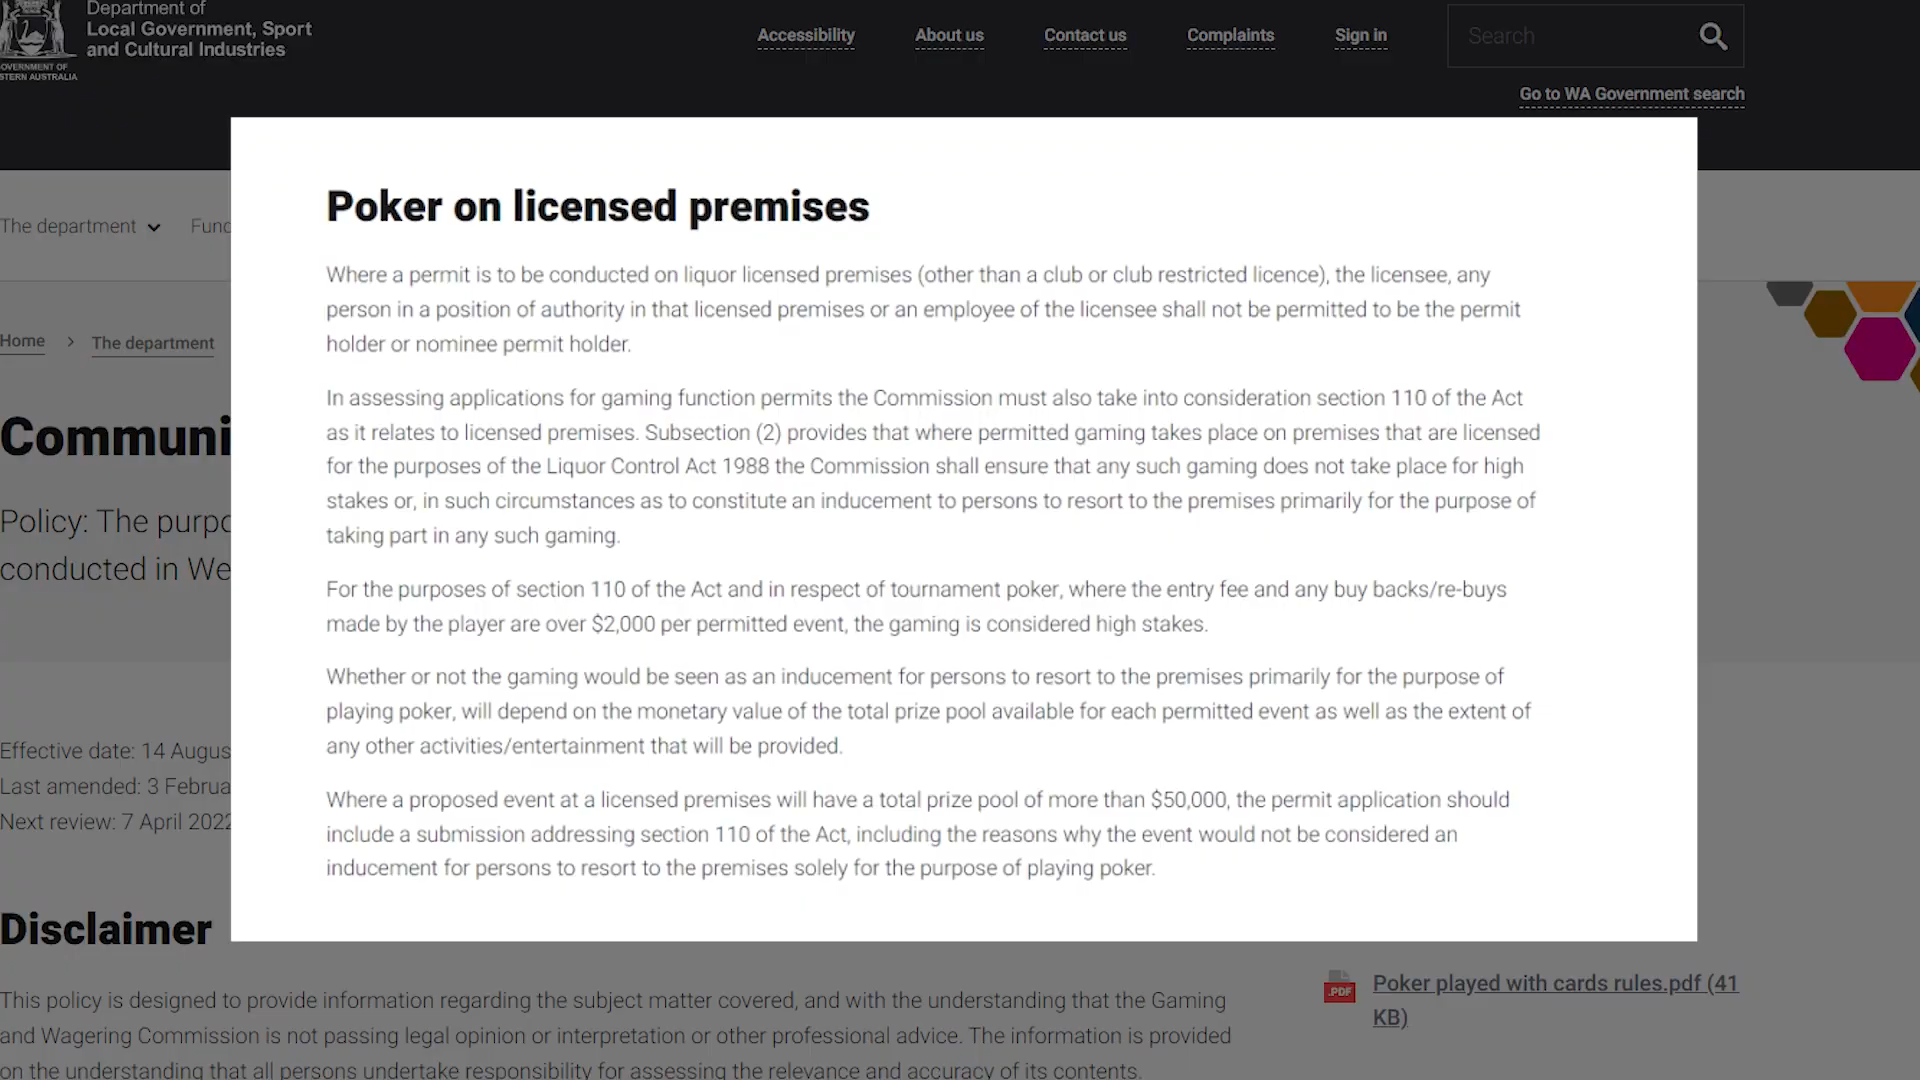 Department of
Local Government, Sport
and Cultural Industries
Accessibility
About us
Contact us
Complaints
Sign in
Search
Go to WA Government search
The department
Home > The department
Policy: The
conducted in
Effective date: 14
Last amended: 3
Next review: 7 April 2022
Poker on licensed premises
Where a permit is to be conducted on liquor licensed premises (other than a club or club restricted licence), the licensee, any
person in a position of authority in that licensed premises or an employee of the licensee shall not be permitted to be the permit
holder or nominee permit holder.
In assessing applications for gaming function permits the Commission must also take into consideration section 110 of the Act
as it relates to licensed premises. Subsection (2) provides that where permitted gaming takes place on premises that are licensed
for the purposes of the Liquor Control Act 1988 the Commission shall ensure that any such gaming does not take place for high
stakes or, in such circumstances as to constitute an inducement to persons to resort to the premises primarily for the purpose of
taking part in any such gaming.
For the purposes of section 110 of the Act and in respect of tournament poker, where the entry fee and any buy backs/re-buys
made by the player are over $2,000 per permitted event, the gaming is considered high stakes.
Whether or not the gaming would be seen as an inducement for persons to resort to the premises primarily for the purpose of
playing poker, will depend on the monetary value of the total prize pool available for each permitted event as well as the extent of
any other activities/entertainment that will be provided.
Where a proposed event at a licensed premises will have a total prize pool of more than $50,000, the permit application should
include a submission addressing section 110 of the Act, including the reasons why the event would not be considered an
inducement for persons to resort to the premises solely for the purpose of playing poker.
Disclaimer
This policy is designed to provide information regarding the subject matter covered, and with the understanding that the Gaming
and Wagering Commission is not passing legal opinion or interpretation or other professional advice. The information is provided
on the understanding that all persons undertake responsibility for assessing the relevance and accuracy of its contents.
.PDF
Poker played with cards rules.pdf (41
KB)